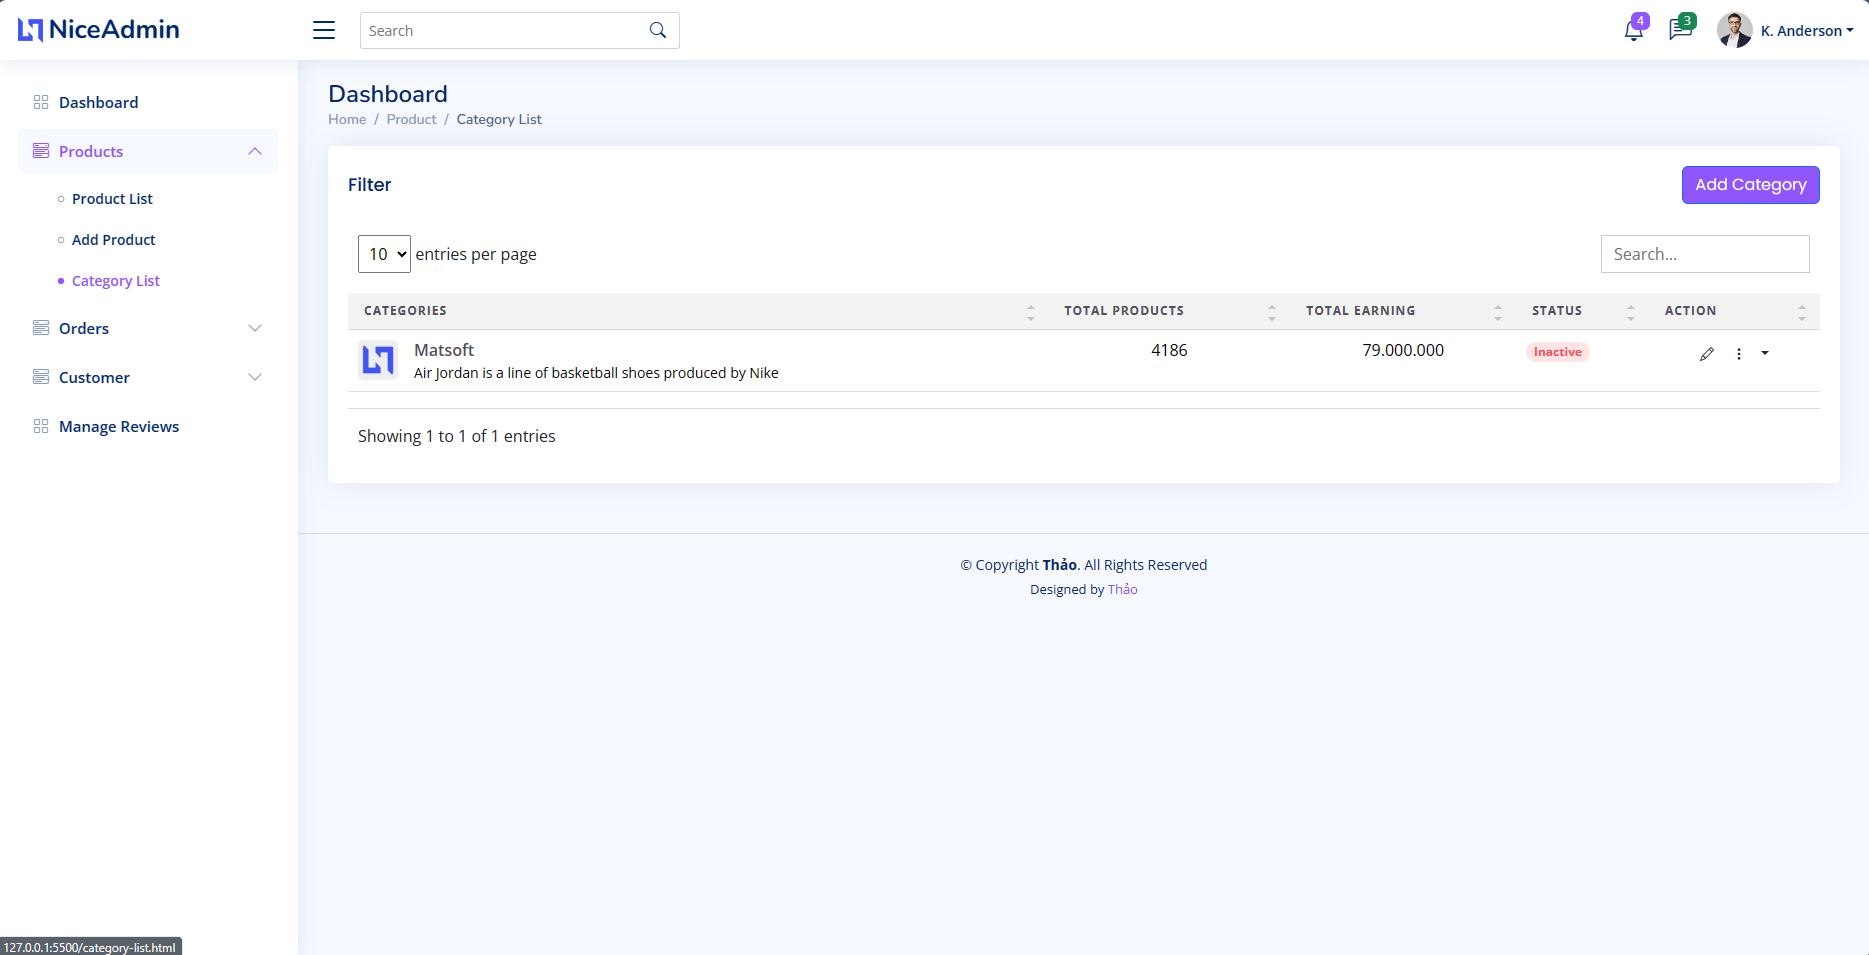 NiceAdmin
Search
4
3
K. Anderson
Dashboard
Products
Product List
Add Product
Category List
Orders
Customer
Manage Reviews
Dashboard
Home / Product / Category List
Filter
Add Category
10 entries per page
Search...
CATEGORIES TOTAL PRODUCTS TOTAL EARNING STATUS ACTION
Matsoft 4186 79.000.000 Inactive
Air Jordan is a line of basketball shoes produced by Nike
Showing 1 to 1 of 1 entries
© Copyright Thảo. All Rights Reserved
Designed by Thảo
127.0.0.1:5500/category-list.html